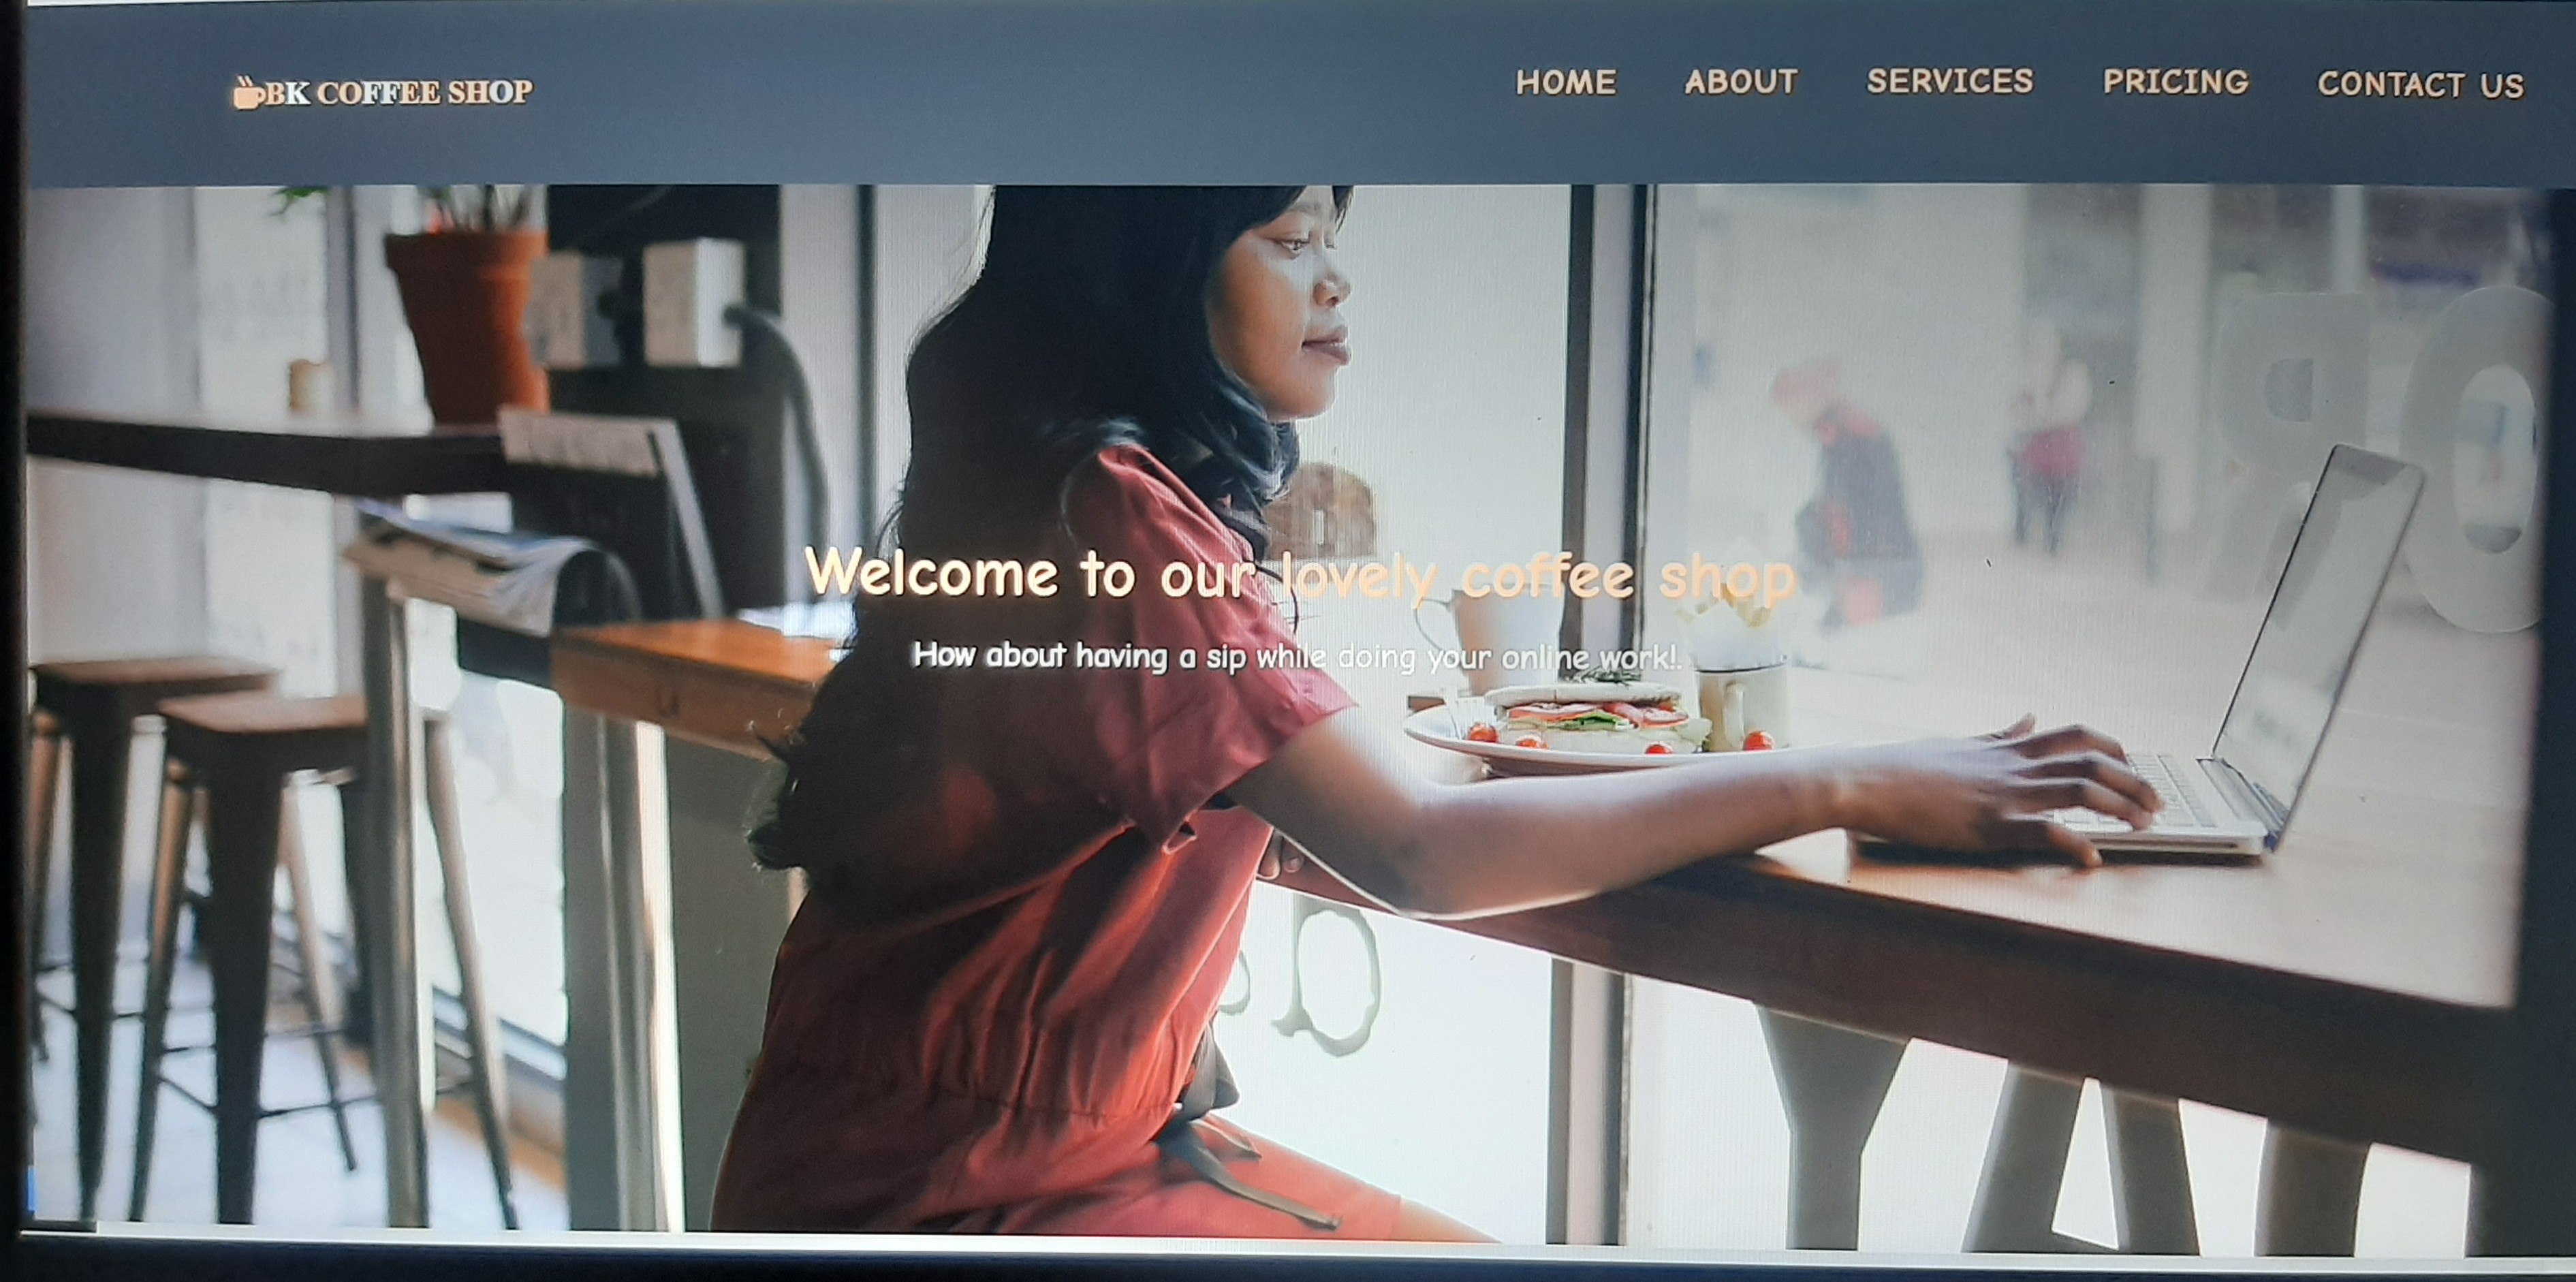 BK COFFEE SHOP
HOME ABOUT SERVICES PRICING CONTACT US
Welcome to our lovely coffee shop
How about having a sip while doing your online work!.